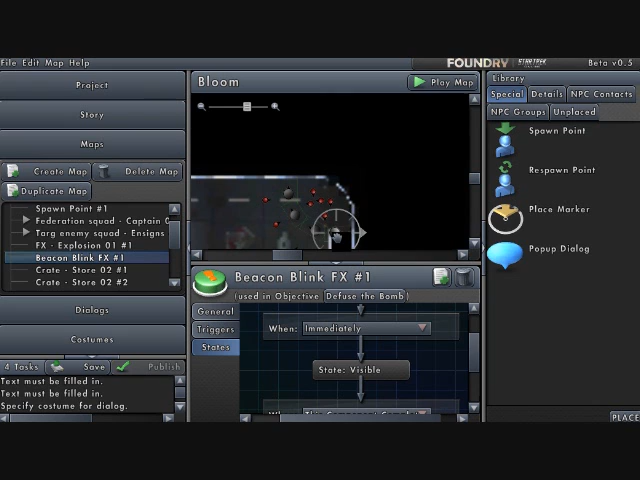 File Edit Map Help
FOUNDRY STAR TREK
Beta v0.5
Project
Story
Maps
Create Map
Delete Map
Duplicate Map
Spawn Point #1
Federation squad - Captain
Targ enemy squad - Ensigns
FX - Explosion 01 #1
Beacon Blink FX #1
Crate - Store 02 #1
Crate - Store 02 #2
Dialogs
Costumes
4 Tasks
Save
Publish
Text must be filled in.
Text must be filled in.
Specify costume for dialog.
Bloom
Play Map
Beacon Blink FX #1
(used in Objective Defuse the Bomb)
General
Triggers
States
When: Immediately
State: Visible
Library
Special
Details
NPC Contacts
NPC Groups
Unplaced
Spawn Point
Respawn Point
Place Marker
Popup Dialog
PLACE